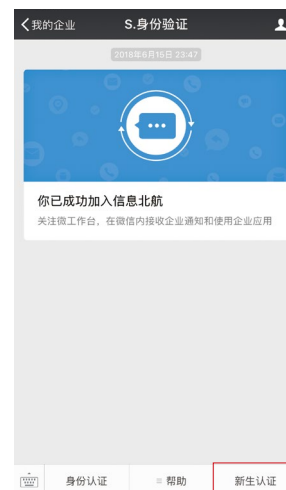 我的企业
S.身份验证
2018年6月15日 23:47
你已成功加入信息北航
关注微工作台，在微信内接收企业通知和使用企业应用
身份认证
帮助
新生认证